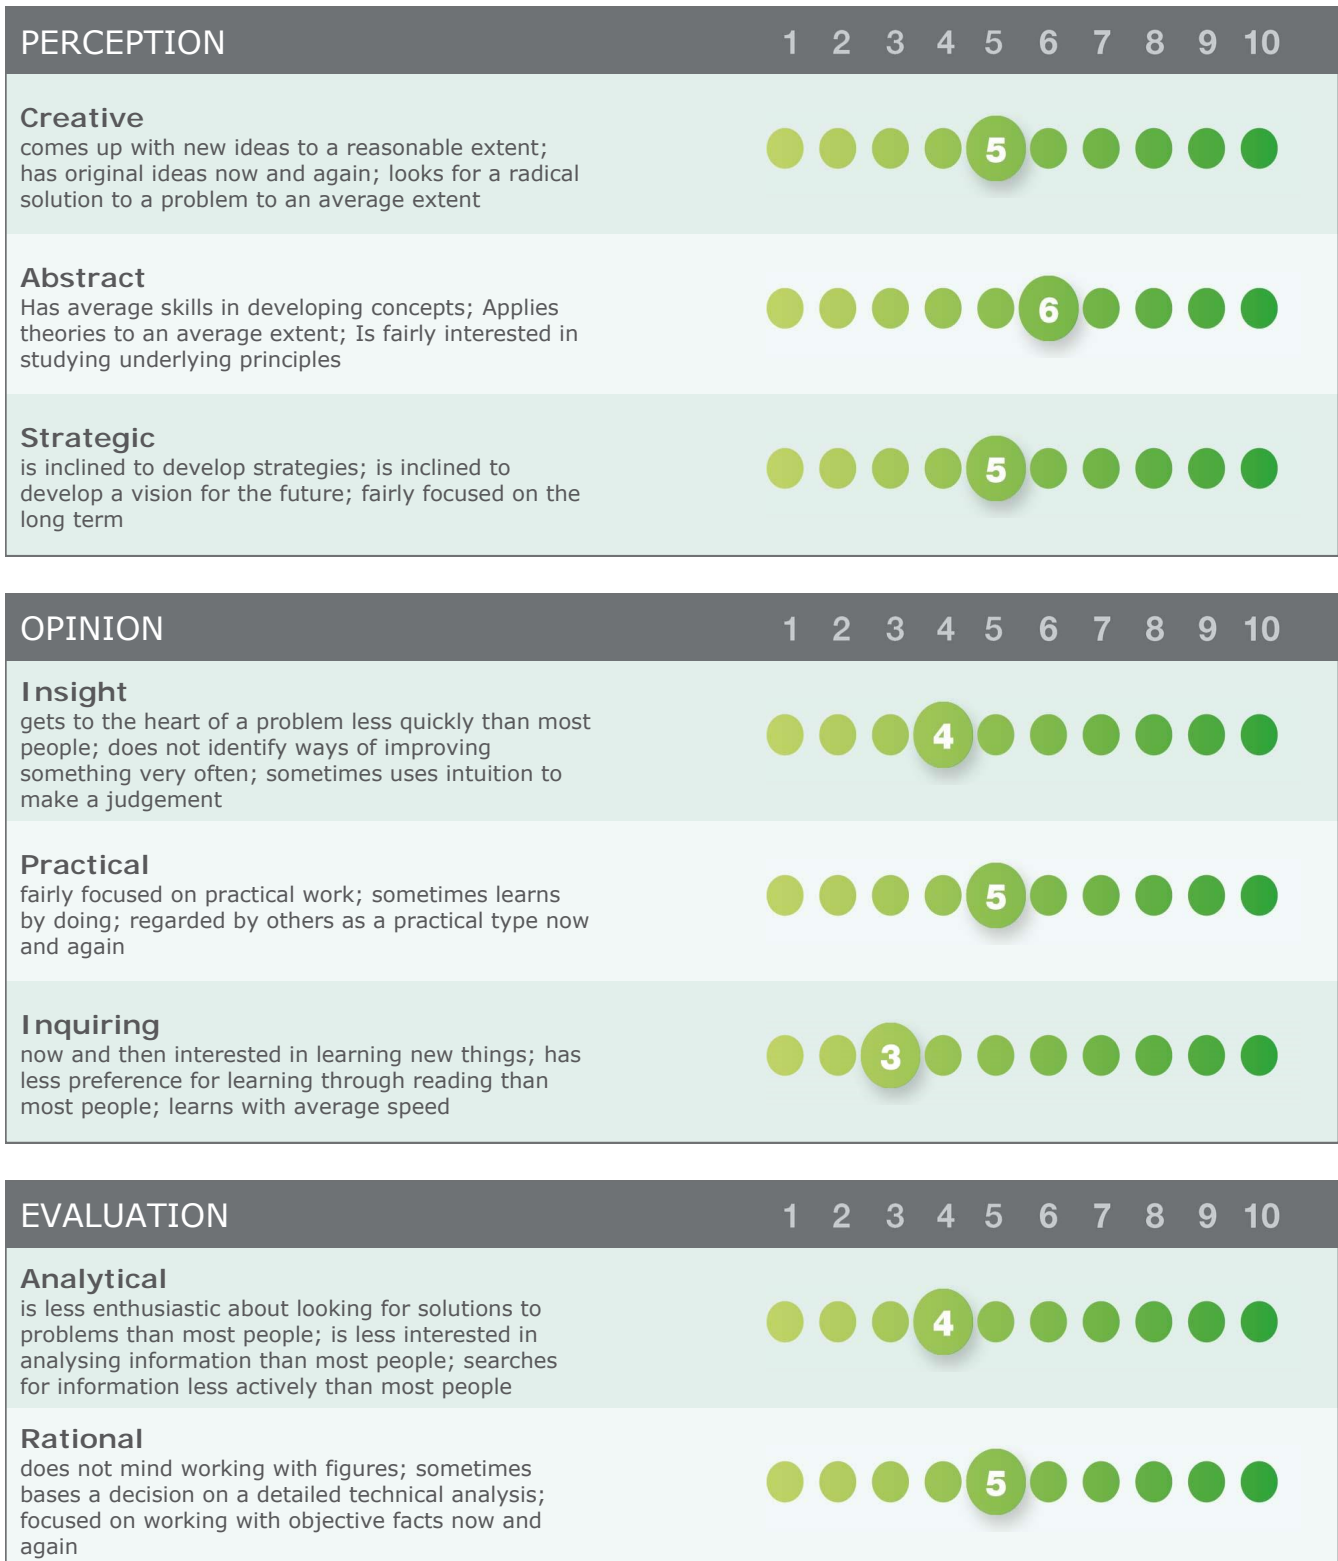 PERCEPTION 1 2 3 4 5 6 7 8 9 10
Creative
comes up with new ideas to a reasonable extent;
has original ideas now and again; looks for a radical
solution to a problem to an average extent
5
Abstract
Has average skills in developing concepts; Applies
theories to an average extent; Is fairly interested in
studying underlying principles
6
Strategic
is inclined to develop strategies; is inclined to
develop a vision for the future; fairly focused on the
long term
5
OPINION 1 2 3 4 5 6 7 8 9 10
Insight
gets to the heart of a problem less quickly than most
people; does not identify ways of improving
something very often; sometimes uses intuition to
make a judgement
4
Practical
fairly focused on practical work; sometimes learns
by doing; regarded by others as a practical type now
and again
5
Inquiring
now and then interested in learning new things; has
less preference for learning through reading than
most people; learns with average speed
3
EVALUATION 1 2 3 4 5 6 7 8 9 10
Analytical
is less enthusiastic about looking for solutions to
problems than most people; is less interested in
analysing information than most people; searches
for information less actively than most people
4
Rational
does not mind working with figures; sometimes
bases a decision on a detailed technical analysis;
focused on working with objective facts now and
again
5